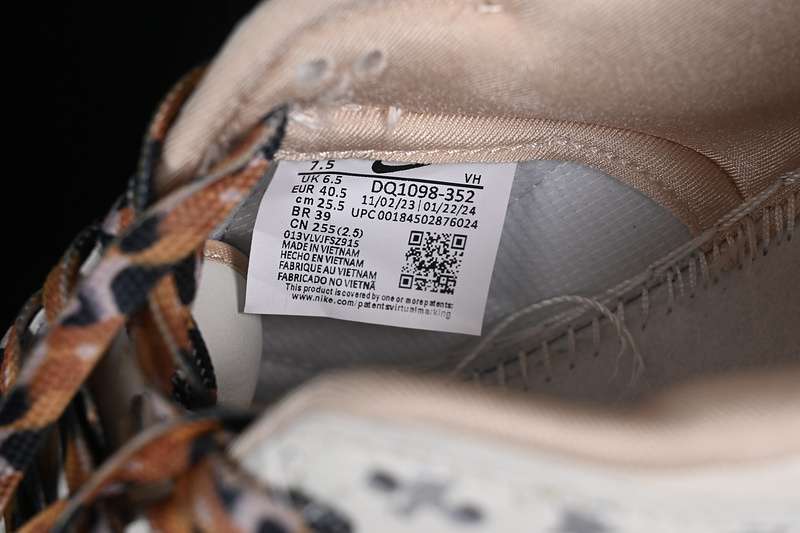 7.5
UK 6.5 VH
EUR 40.5 DQ1098-352
cm 25.5 11/02/23 | 01/22/24
BR 39 UPC 00184502876024
CN 255 (2.5)
013VLVJFSZ915
MADE IN VIETNAM
HECHO EN VIETNAM
FABRIQUE AU VIETNAM
FABRICADO NO VIETNÃ
This product is covered by one or more patents:
www.nike.com/patentsvirtualmarking